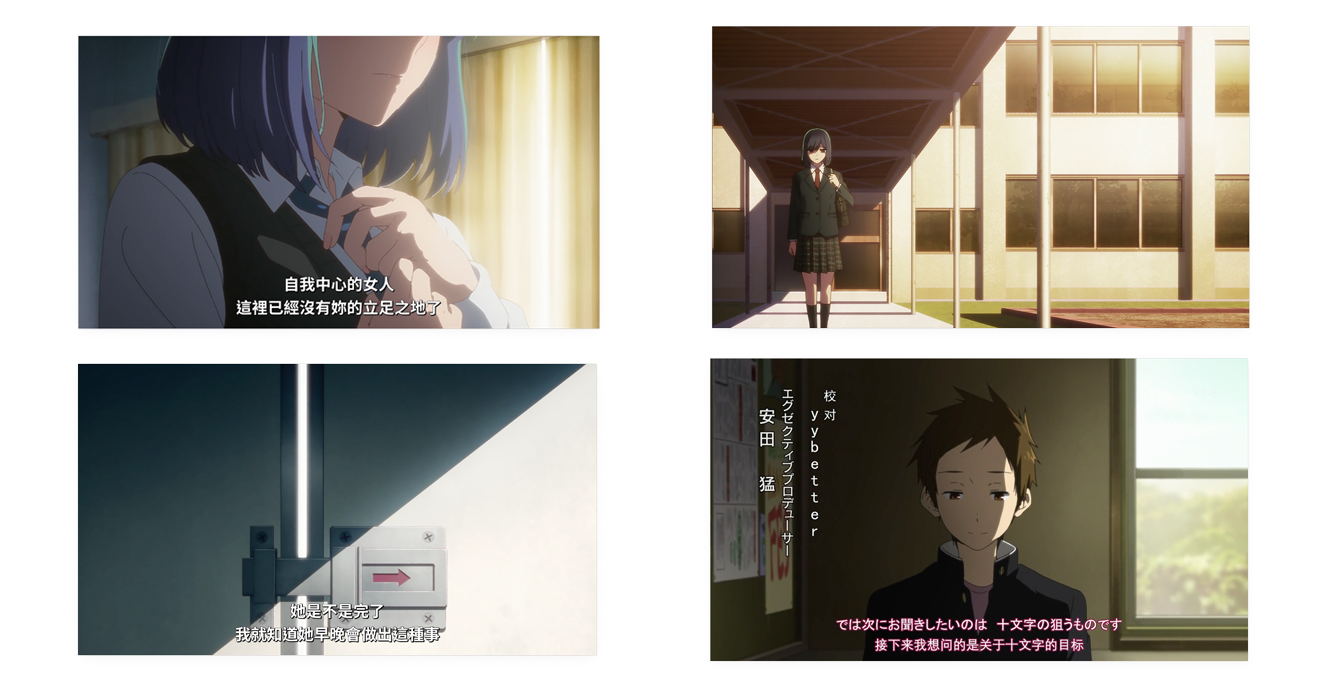 自我中心的女人
這裡已經沒有妳的立足之地了
她是不是完了
我就知道她早晚會做出這種事
校对
yybetter
エグゼクティブプロデューサー
安田 猛
では次にお聞きしたいのは 十文字の狙うものです
接下来我想问的是关于十文字的目标